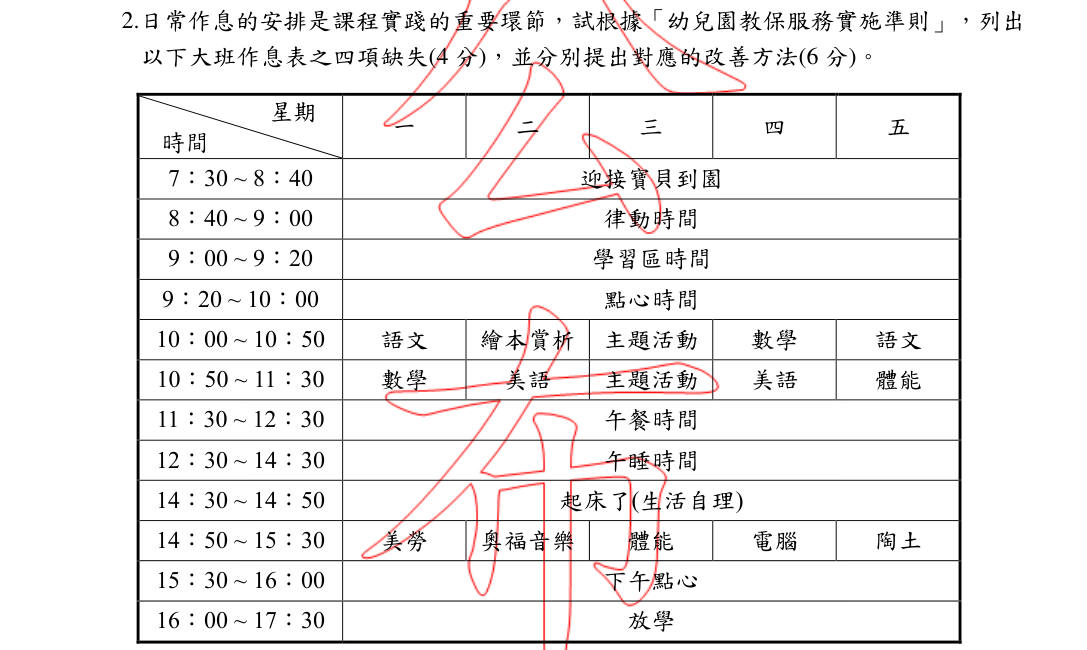 2.日常作息的安排是課程實踐的重要環節，試根據「幼兒園教保服務實施準則」，列出
以下大班作息表之四項缺失(4 分)，並分別提出對應的改善方法(6 分)。
星期
時間
一 二 三 四 五
7：30～8：40 迎接寶貝到園
8：40～9：00 律動時間
9：00～9：20 學習區時間
9：20～10：00 點心時間
10：00～10：50 語文 繪本賞析 主題活動 數學 語文
10：50～11：30 數學 美語 主題活動 美語 體能
11：30～12：30 午餐時間
12：30～14：30 午睡時間
14：30～14：50 起床了(生活自理)
14：50～15：30 美勞 奧福音樂 體能 電腦 陶土
15：30～16：00 下午點心
16：00～17：30 放學
公布